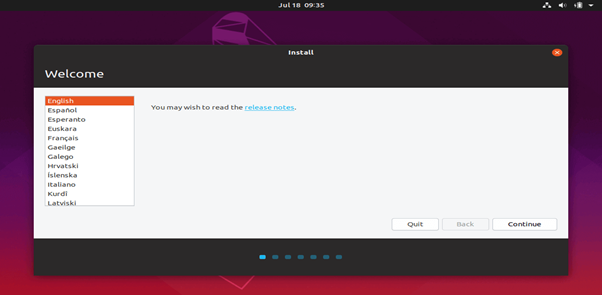 Jul 18 09:35
Install
Welcome
English
Español
Esperanto
Euskara
Français
Gaeilge
Galego
Hrvatski
Íslenska
Italiano
Kurdî
Latviski
You may wish to read the release notes.
Quit
Back
Continue